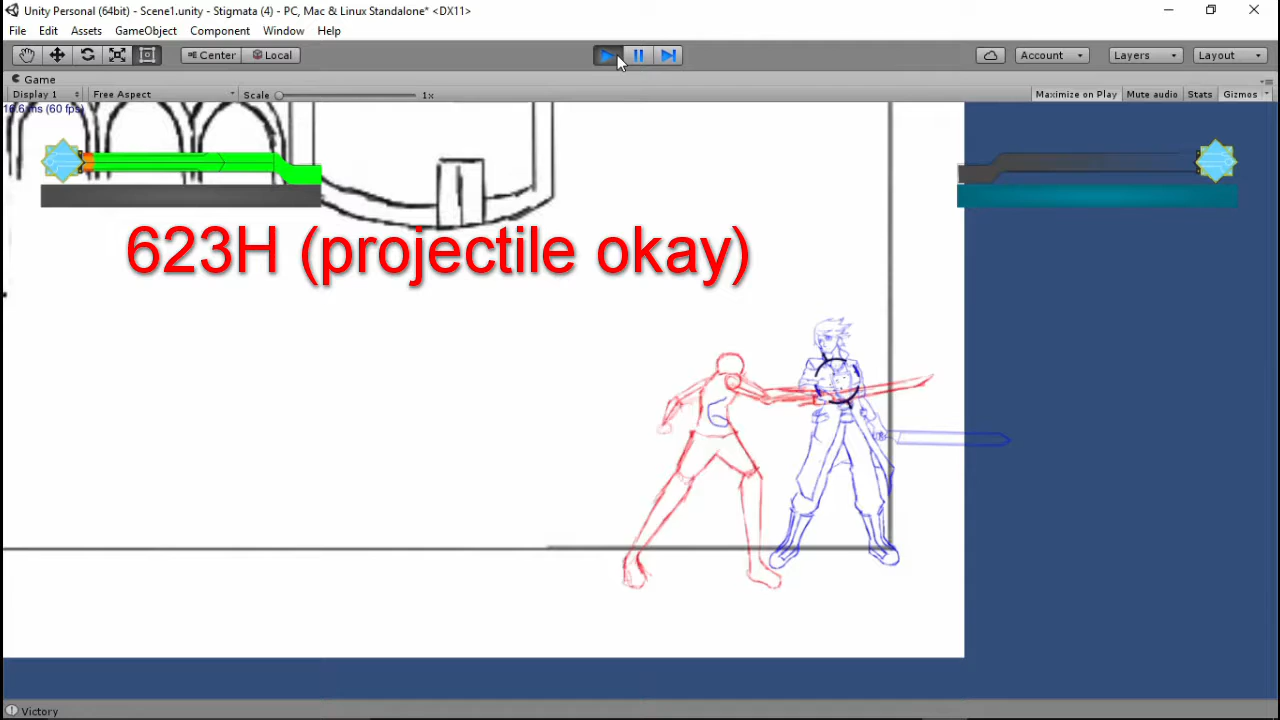 Unity Personal (64bit) - Scene1.unity - Stigmata (4) - PC, Mac & Linux Standalone* <DX11>
File Edit Assets GameObject Component Window Help
Center Local Account Layers Layout
Game
Display 1 Free Aspect Scale 1x Maximize on Play Mute audio Stats Gizmos
16.6 ms (60 fps)
623H (projectile okay)
Victory